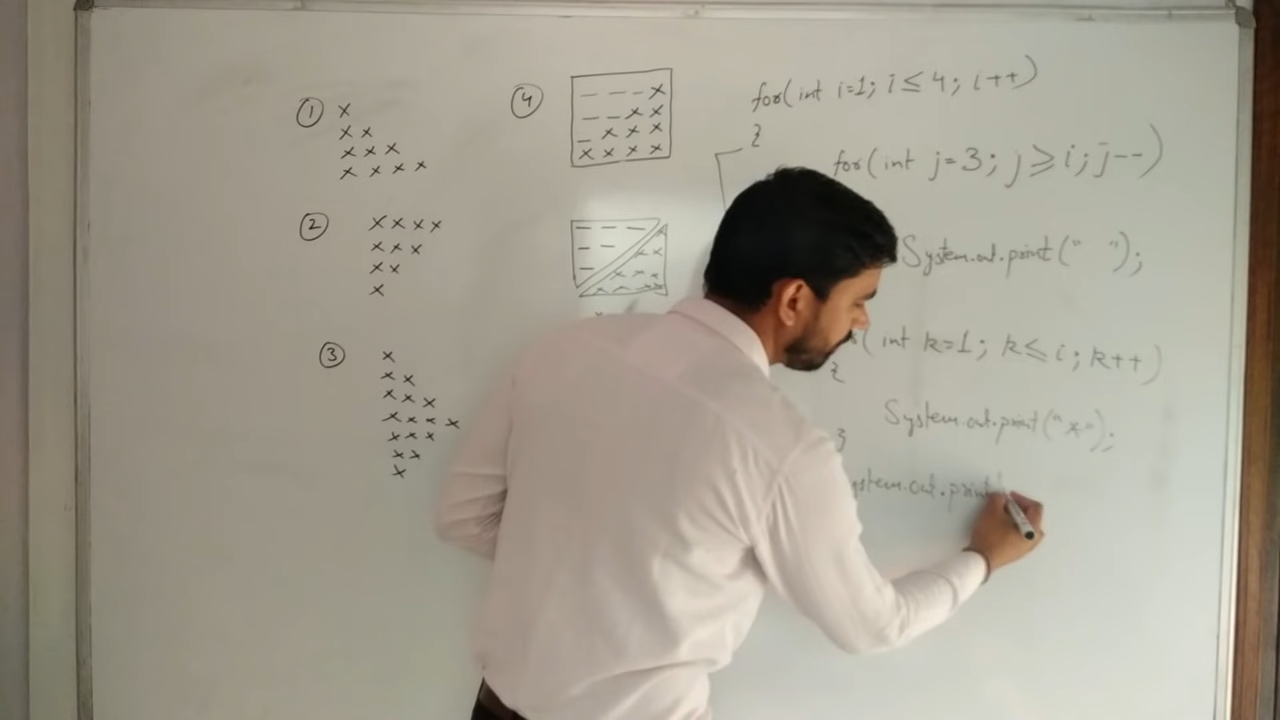 ① x
x x
x x x
x x x x
② x x x x
x x x
x x
x
③ x
x x
x x x
x x x x
x x x
x x
x
④ – – – x
– – x x
– x x x
x x x x
– – –
– – x x
– x x x
x x x x
for(int i=1; i≤4; i++)
{
for(int j=3; j≥i; j--)
System.out.print(" ");
( int k=1; k≤i; k++)
{
System.out.print("x");
}
ystem.out.print